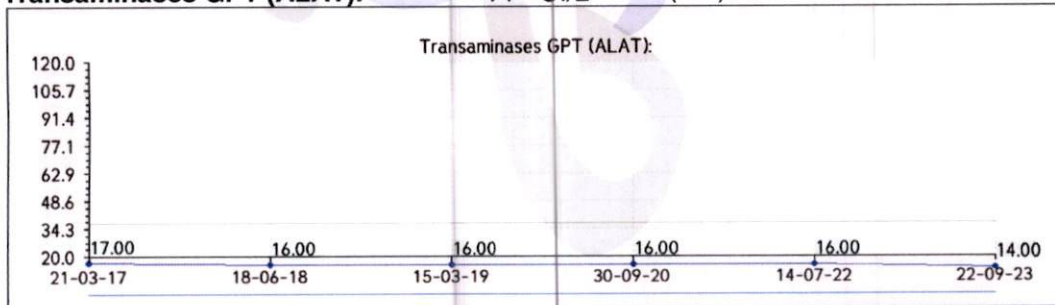 Transaminases GPT (ALAT):
Transaminases GPT (ALAT):
120.0
105.7
91.4
77.1
62.9
48.6
34.3
20.0
17.00 16.00 16.00 16.00 16.00 14.00
21-03-17 18-06-18 15-03-19 30-09-20 14-07-22 22-09-23